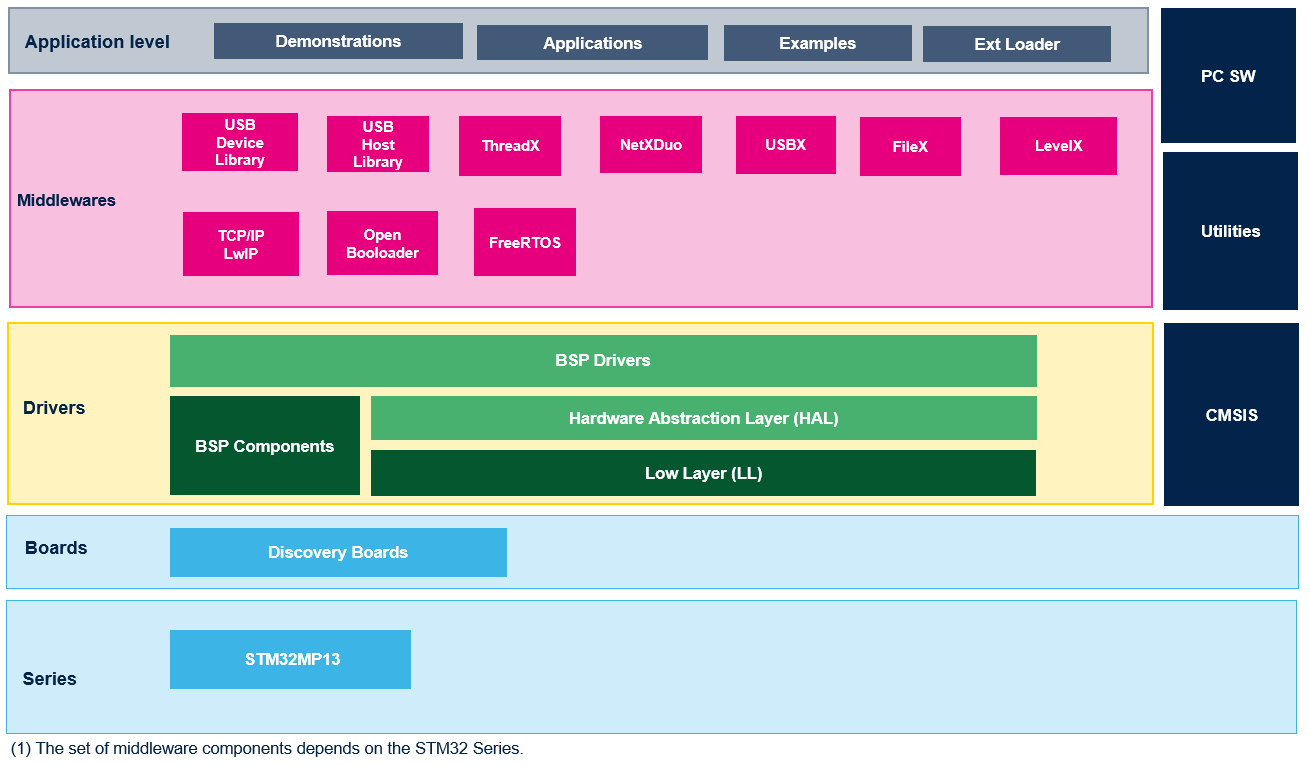 Application level
Demonstrations
Applications
Examples
Ext Loader
PC SW
Middlewares
USB
Device
Library
USB
Host
Library
ThreadX
NetXDuo
USBX
FileX
LevelX
TCP/IP
LwIP
Open
Booloader
FreeRTOS
Utilities
Drivers
BSP Drivers
BSP Components
Hardware Abstraction Layer (HAL)
Low Layer (LL)
CMSIS
Boards
Discovery Boards
Series
STM32MP13
(1) The set of middleware components depends on the STM32 Series.